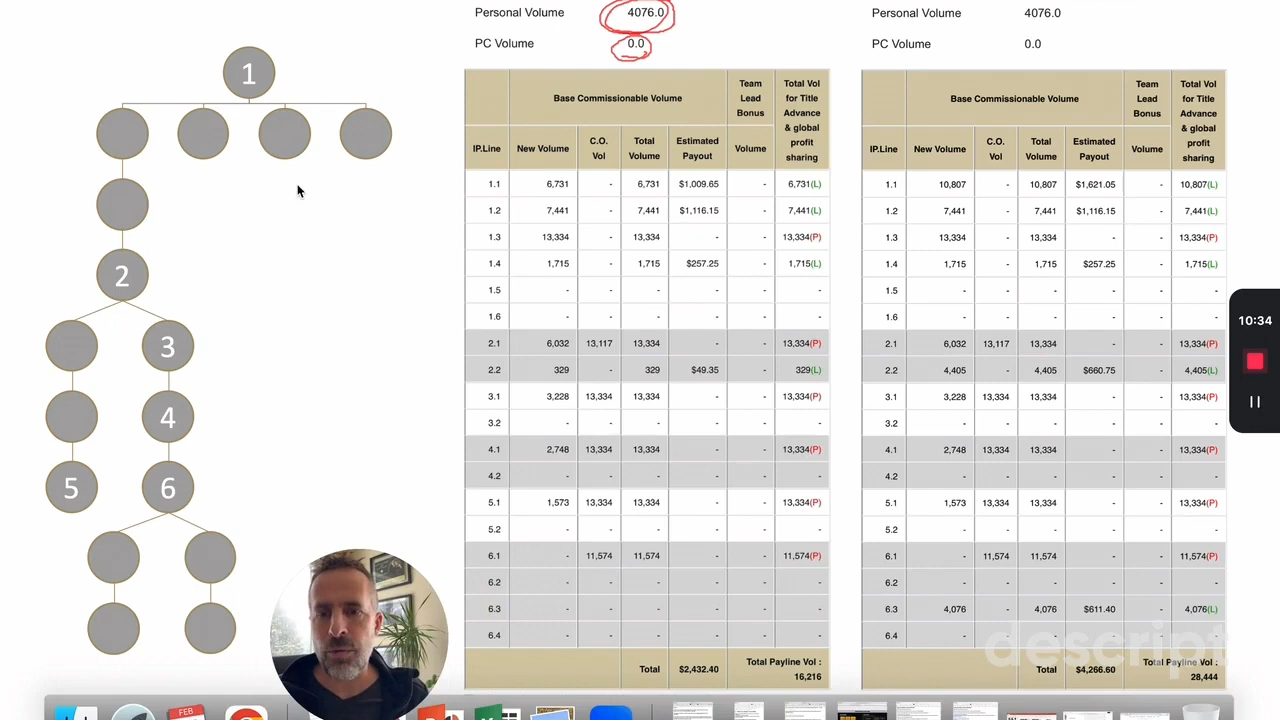 Personal Volume 4076.0
PC Volume 0.0
Base Commissionable Volume
Team Lead Bonus
Total Vol for Title Advance & global profit sharing
IP.Line New Volume C.O. Vol Total Volume Estimated Payout Volume
1.1 6,731 - 6,731 $1,009.65 - 6,731(L)
1.2 7,441 - 7,441 $1,116.15 - 7,441(L)
1.3 13,334 - 13,334 - - 13,334(P)
1.4 1,715 - 1,715 $257.25 - 1,715(L)
1.5 - - - - - -
1.6 - - - - - -
2.1 6,032 13,117 13,334 - - 13,334(P)
2.2 329 - 329 $49.35 - 329(L)
3.1 3,228 13,334 13,334 - - 13,334(P)
3.2 - - - - - -
4.1 2,748 13,334 13,334 - - 13,334(P)
4.2 - - - - - -
5.1 1,573 13,334 13,334 - - 13,334(P)
5.2 - - - - - -
6.1 - 11,574 11,574 - - 11,574(P)
6.2 - - - - - -
6.3 - - - - - -
6.4 - - - - - -
Total $2,432.40 Total Payline Vol : 16,216
Personal Volume 4076.0
PC Volume 0.0
Base Commissionable Volume
Team Lead Bonus
Total Vol for Title Advance & global profit sharing
IP.Line New Volume C.O. Vol Total Volume Estimated Payout Volume
1.1 10,807 - 10,807 $1,621.05 - 10,807(L)
1.2 7,441 - 7,441 $1,116.15 - 7,441(L)
1.3 13,334 - 13,334 - - 13,334(P)
1.4 1,715 - 1,715 $257.25 - 1,715(L)
1.5 - - - - - -
1.6 - - - - - -
2.1 6,032 13,117 13,334 - - 13,334(P)
2.2 4,405 - 4,405 $660.75 - 4,405(L)
3.1 3,228 13,334 13,334 - - 13,334(P)
3.2 - - - - - -
4.1 2,748 13,334 13,334 - - 13,334(P)
4.2 - - - - - -
5.1 1,573 13,334 13,334 - - 13,334(P)
5.2 - - - - - -
6.1 - 11,574 11,574 - - 11,574(P)
6.2 - - - - - -
6.3 4,076 - 4,076 $611.40 - 4,076(L)
6.4 - - - - - -
Total $4,266.60 Total Payline Vol : 28,444
1
2
3
4
5 6
10:34
descript
FEB